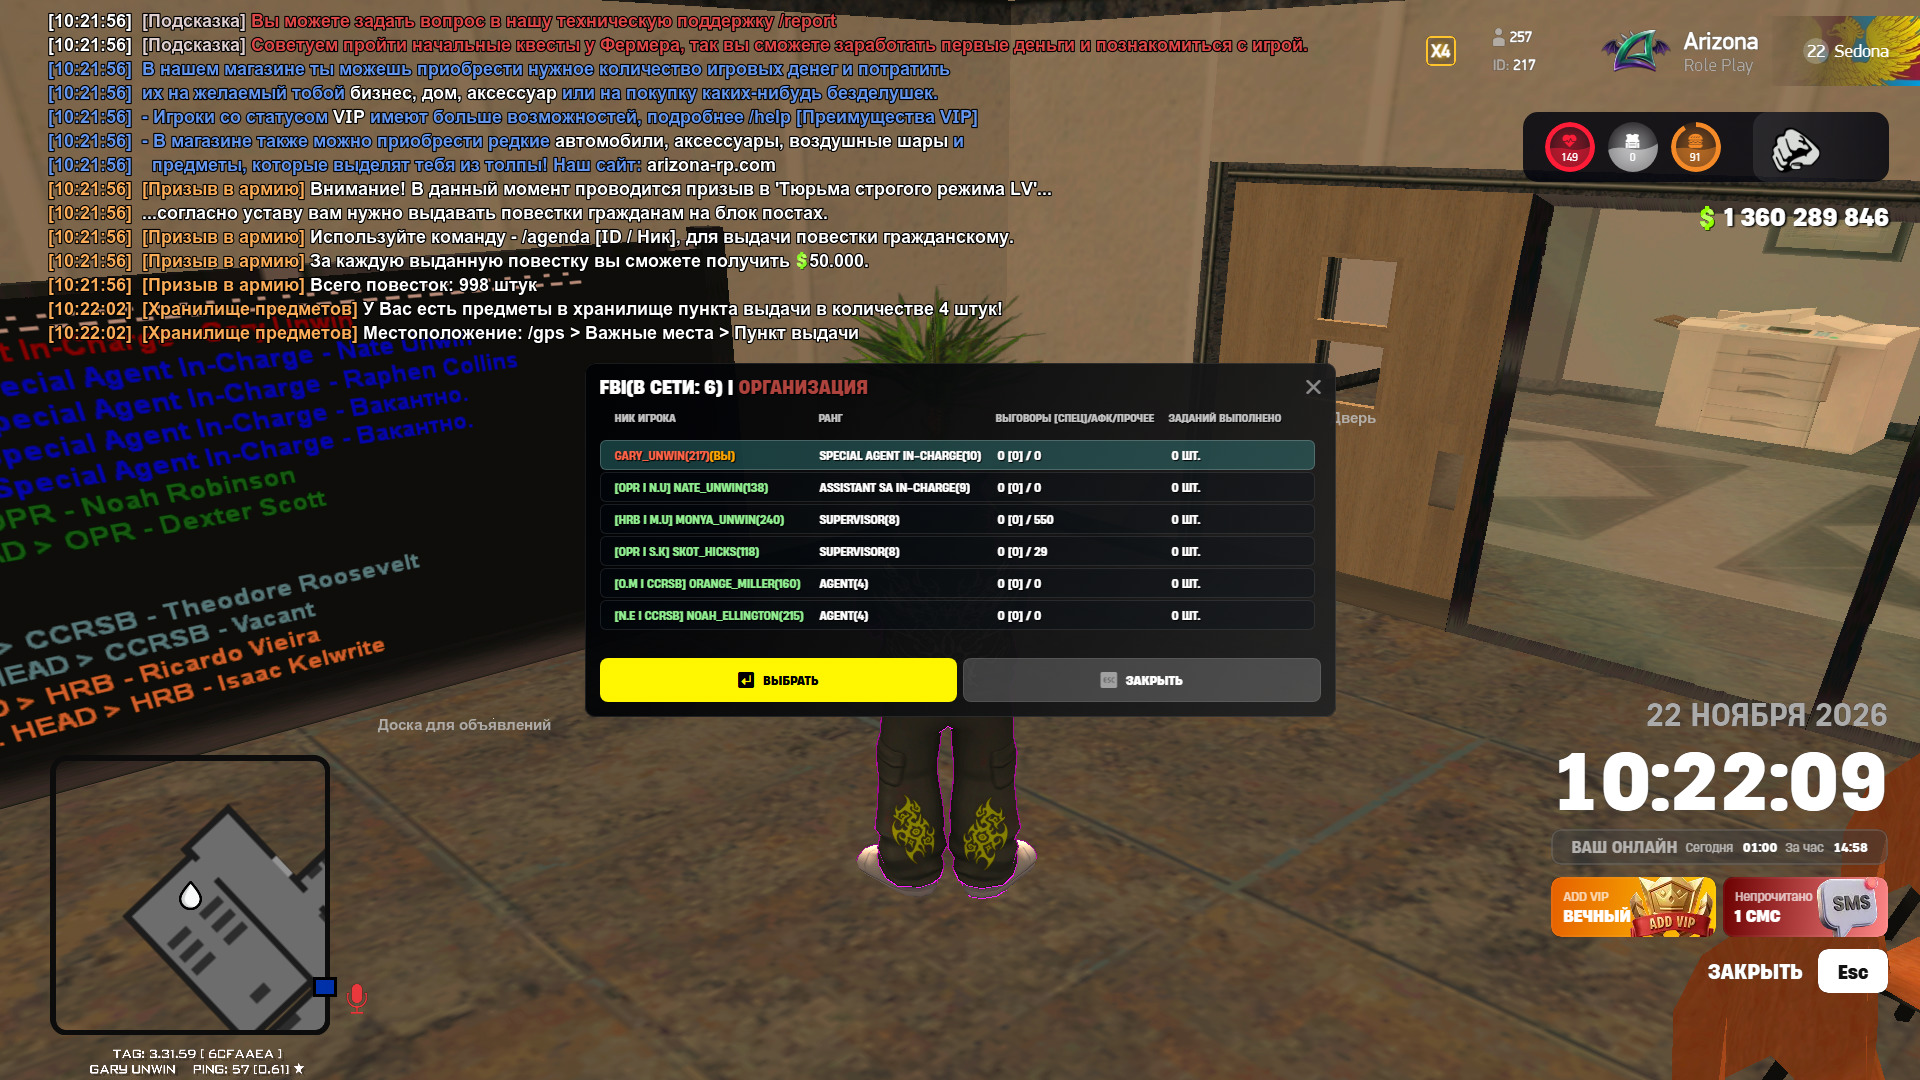 [10:21:56] [Подсказка] Вы можете задать вопрос в нашу техническую поддержку /report
[10:21:56] [Подсказка] Советуем пройти начальные квесты у Фермера, так вы сможете заработать первые деньги и познакомиться с игрой.
[10:21:56] В нашем магазине ты можешь приобрести нужное количество игровых денег и потратить
[10:21:56] их на желаемый тобой бизнес, дом, аксессуар или на покупку каких-нибудь безделушек.
[10:21:56] - Игроки со статусом VIP имеют больше возможностей, подробнее /help [Преимущества VIP]
[10:21:56] - В магазине также можно приобрести редкие автомобили, аксессуары, воздушные шары и
[10:21:56] предметы, которые выделят тебя из толпы! Наш сайт: arizona-rp.com
[10:21:56] [Призыв в армию] Внимание! В данный момент проводится призыв в 'Тюрьма строгого режима LV'...
[10:21:56] ...согласно уставу вам нужно выдавать повестки гражданам на блок постах.
[10:21:56] [Призыв в армию] Используйте команду - /agenda [ID / Ник], для выдачи повестки гражданскому.
[10:21:56] [Призыв в армию] За каждую выданную повестку вы сможете получить $50.000.
[10:21:56] [Призыв в армию] Всего повесток: 998 штук
[10:22:02] [Хранилище предметов] У Вас есть предметы в хранилище пункта выдачи в количестве 4 штук!
[10:22:02] [Хранилище предметов] Местоположение: /gps > Важные места > Пункт выдачи
X4
257
ID: 217
Arizona
Role Play
22 Sedona
149
0
91
$ 1 360 289 846
t In-Charge - Gary Unwin
ecial Agent In-Charge - Nate Unwin
pecial Agent In-Charge - Raphen Collins
pecial Agent In-Charge - Вакантно.
Special Agent In-Charge - Вакантно.
OPR - Noah Robinson
AD > OPR - Dexter Scott
> CCRSB - Theodore Roosevelt
HEAD > CCRSB - Vacant
> HRB - Ricardo Vieira
HEAD > HRB - Isaac Kelwrite
Доска для объявлений
Дверь
FBI(В СЕТИ: 6) | ОРГАНИЗАЦИЯ
НИК ИГРОКА РАНГ ВЫГОВОРЫ [СПЕЦ]/АФК/ПРОЧЕЕ ЗАДАНИЙ ВЫПОЛНЕНО
GARY_UNWIN(217)(ВЫ) SPECIAL AGENT IN-CHARGE(10) 0 [0] / 0 0 ШТ.
[OPR | N.U] NATE_UNWIN(138) ASSISTANT SA IN-CHARGE(9) 0 [0] / 0 0 ШТ.
[HRB | M.U] MONYA_UNWIN(240) SUPERVISOR(8) 0 [0] / 550 0 ШТ.
[OPR | S.K] SKOT_HICKS(118) SUPERVISOR(8) 0 [0] / 29 0 ШТ.
[O.M | CCRSB] ORANGE_MILLER(160) AGENT(4) 0 [0] / 0 0 ШТ.
[N.E | CCRSB] NOAH_ELLINGTON(215) AGENT(4) 0 [0] / 0 0 ШТ.
ВЫБРАТЬ
ESC ЗАКРЫТЬ
22 НОЯБРЯ 2026
10:22:09
ВАШ ОНЛАЙН Сегодня 01:00 За час 14:58
ADD VIP
ВЕЧНЫЙ
ADD VIP
Непрочитано
1 СМС
SMS
ЗАКРЫТЬ Esc
TAG: 3.31.59 [ 6CFAAEA ]
GARY UNWIN PING: 57 [0.61] ★